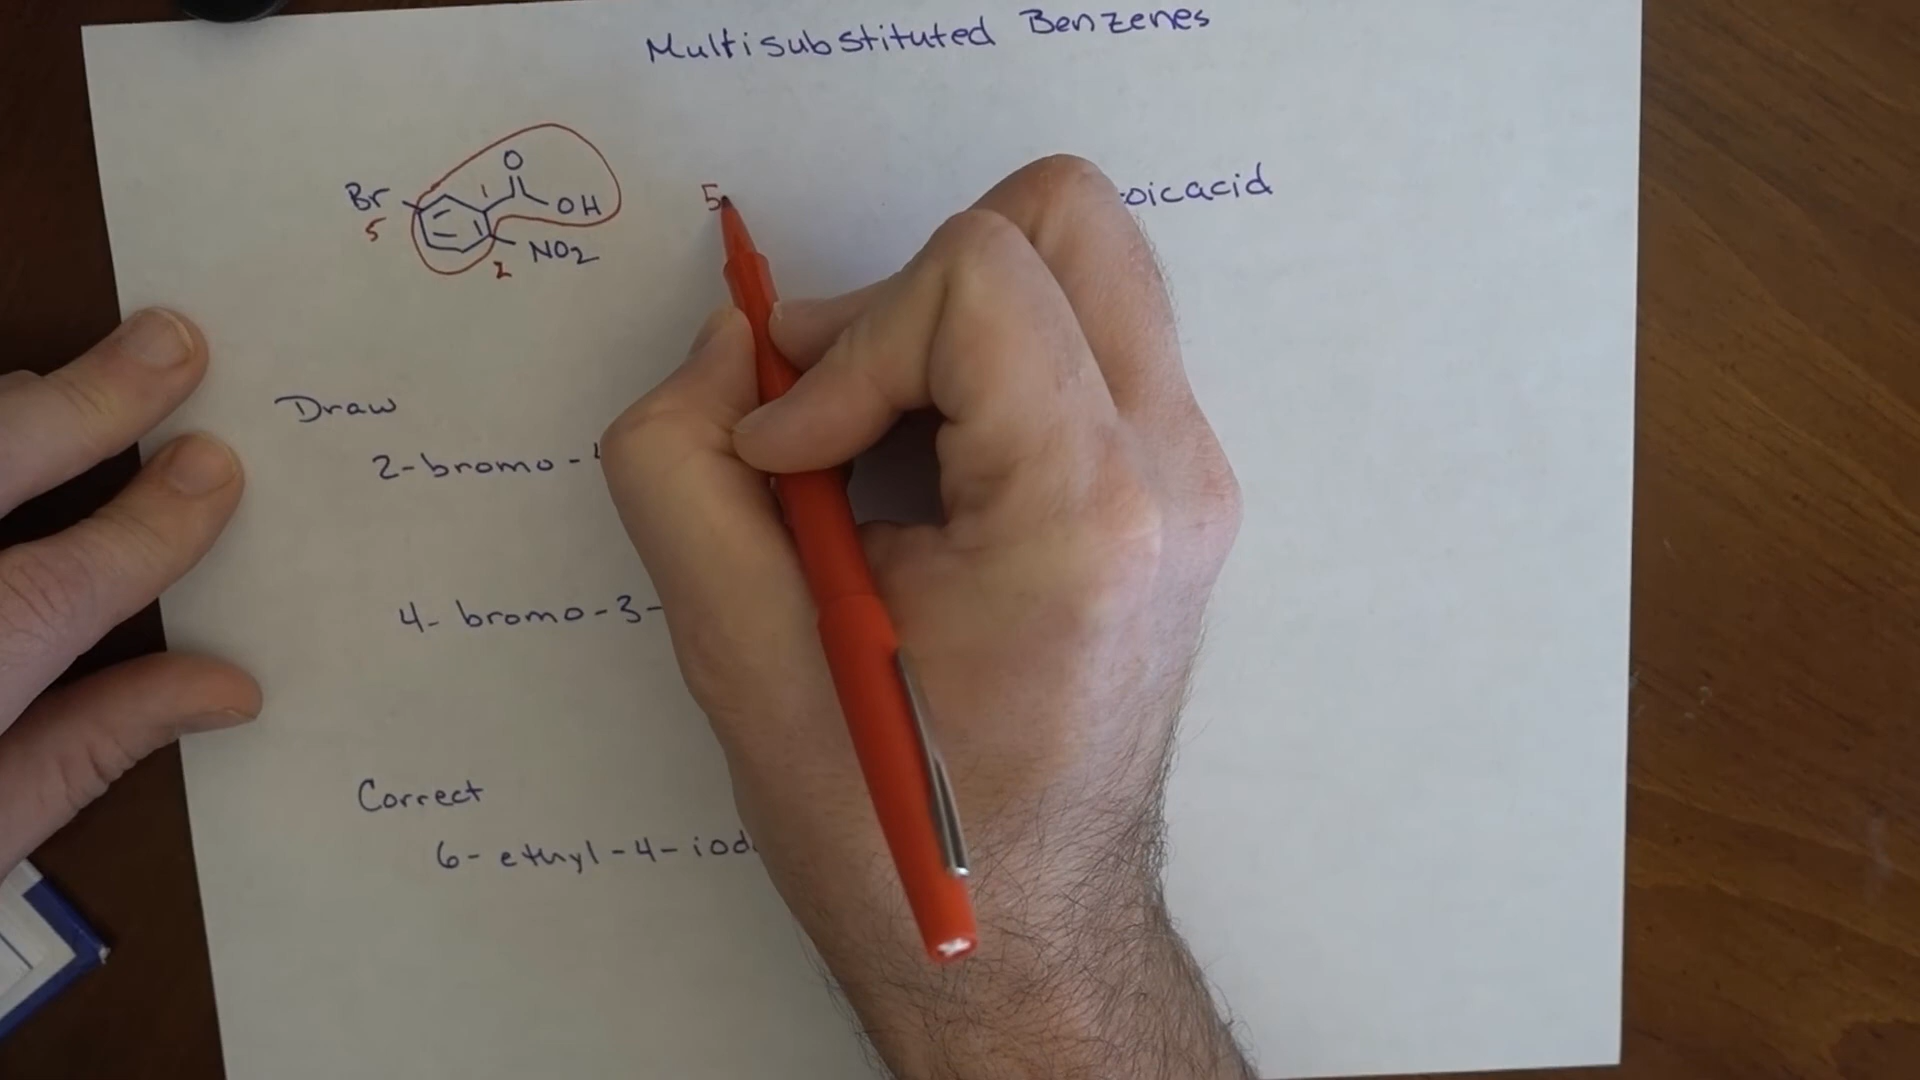 Multisubstituted Benzenes
O
Br 1 OH 5 oicacid
5
NO2
2
Draw
2-bromo-
4-bromo-3-
Correct
6-ethyl-4-iod